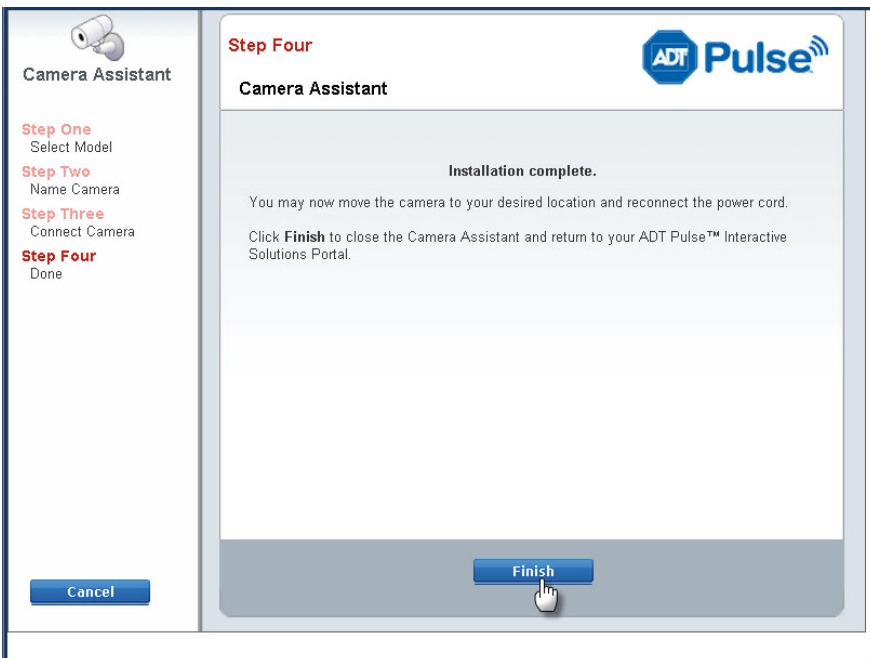 Camera Assistant
Step One
Select Model
Step Two
Name Camera
Step Three
Connect Camera
Step Four
Done
Cancel
Step Four
Camera Assistant
ADT Pulse
Installation complete.
You may now move the camera to your desired location and reconnect the power cord.
Click Finish to close the Camera Assistant and return to your ADT Pulse™ Interactive
Solutions Portal.
Finish